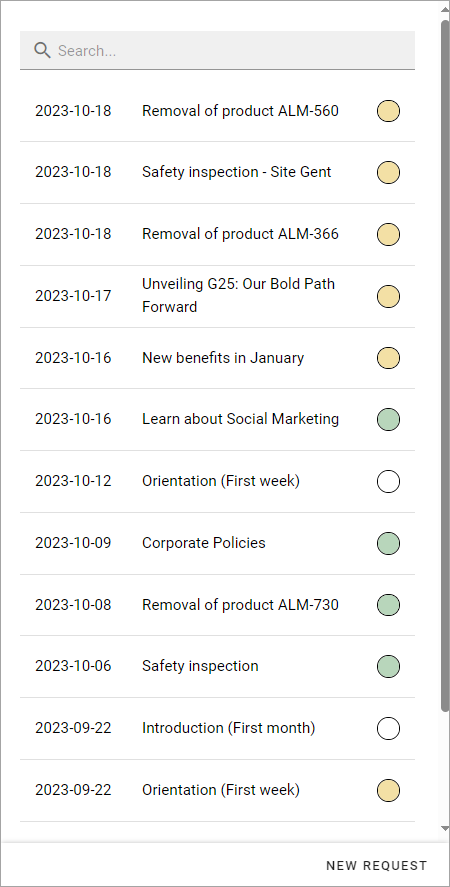 Search...
2023-10-18 Removal of product ALM-560
2023-10-18 Safety inspection - Site Gent
2023-10-18 Removal of product ALM-366
2023-10-17 Unveiling G25: Our Bold Path
Forward
2023-10-16 New benefits in January
2023-10-16 Learn about Social Marketing
2023-10-12 Orientation (First week)
2023-10-09 Corporate Policies
2023-10-08 Removal of product ALM-730
2023-10-06 Safety inspection
2023-09-22 Introduction (First month)
2023-09-22 Orientation (First week)
NEW REQUEST